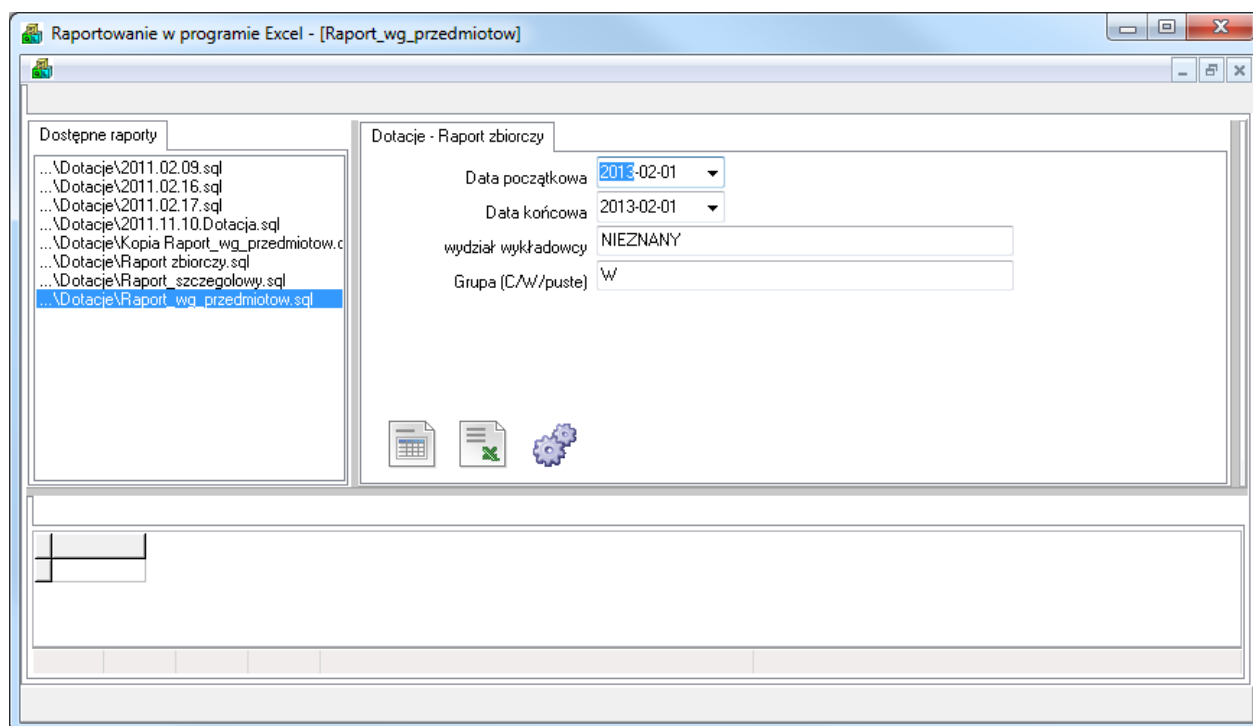 Raportowanie w programie Excel - [Raport_wg_przedmiotow]
Dostępne raporty
...\Dotacje\2011.02.09.sql
...\Dotacje\2011.02.16.sql
...\Dotacje\2011.02.17.sql
...\Dotacje\2011.11.10.Dotacja.sql
...\Dotacje\Kopia Raport_wg_przedmiotow.c
...\Dotacje\Raport zbiorczy.sql
...\Dotacje\Raport_szczegolowy.sql
...\Dotacje\Raport_wg_przedmiotow.sql
Dotacje - Raport zbiorczy
Data początkowa 2013-02-01
Data końcowa 2013-02-01
wydział wykładowcy NIEZNANY
Grupa (C/W/puste) W